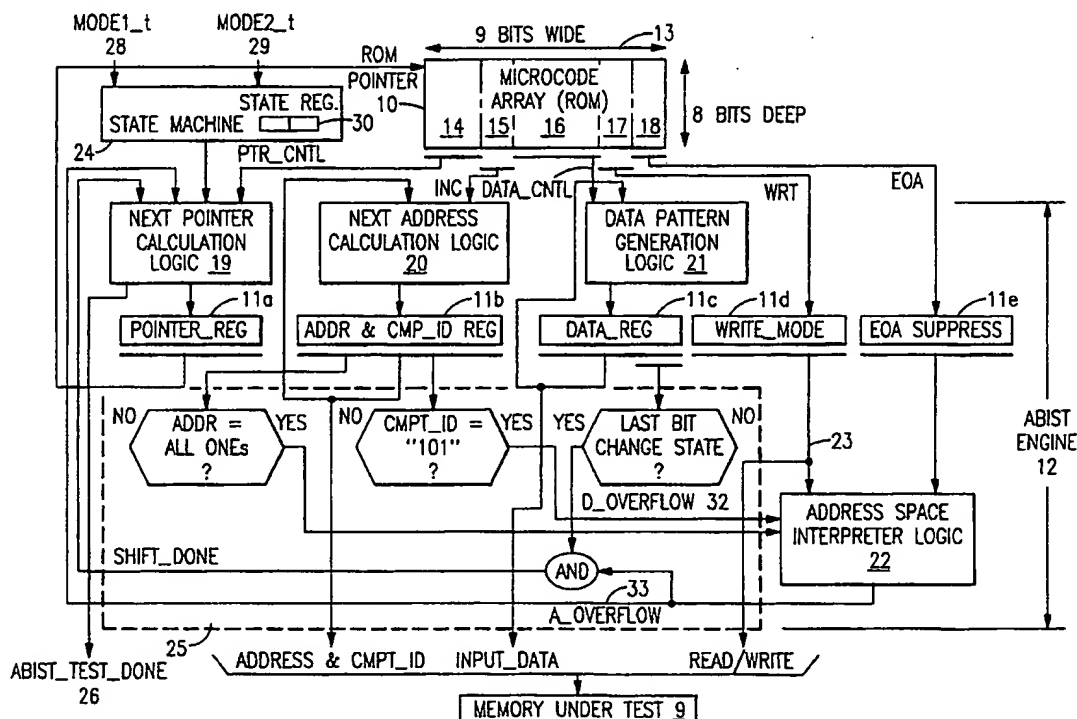 MODE1_t
28
MODE2_t
29
9 BITS WIDE
13
ROM
POINTER
10
MICROCODE
ARRAY (ROM)
14 15 16 17 18
8 BITS DEEP
STATE REG.
STATE MACHINE
30
24
PTR_CNTL
INC
DATA_CNTL
WRT
EOA
NEXT POINTER
CALCULATION
LOGIC 19
NEXT ADDRESS
CALCULATION LOGIC
20
DATA PATTERN
GENERATION
LOGIC 21
11a
11b
11c
11d
11e
POINTER_REG
ADDR & CMP_ID REG
DATA_REG
WRITE_MODE
EOA SUPPRESS
NO
ADDR =
ALL ONEs
?
YES
NO
CMPT_ID =
"101"
?
YES
YES
LAST BIT
CHANGE STATE
?
NO
23
ABIST
ENGINE
12
D_OVERFLOW 32
ADDRESS SPACE
INTERPRETER LOGIC
22
SHIFT_DONE
AND
33
A_OVERFLOW
25
ABIST_TEST_DONE
26
ADDRESS & CMPT_ID
INPUT_DATA
READ/WRITE
MEMORY UNDER TEST 9